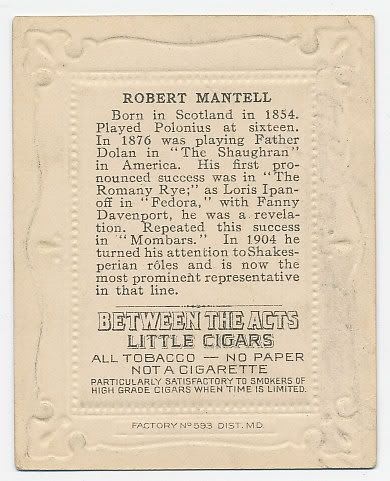 ROBERT MANTELL
Born in Scotland in 1854.
Played Polonius at sixteen.
In 1876 was playing Father
Dolan in "The Shaughran"
in America. His first pro-
nounced success was in "The
Romany Rye;" as Loris Ipan-
off in "Fedora," with Fanny
Davenport, he was a revela-
tion. Repeated this success
in "Mombars." In 1904 he
turned his attention to Shakes-
perian rôles and is now the
most prominent representative
in that line.
BETWEEN THE ACTS
LITTLE CIGARS
ALL TOBACCO — NO PAPER
NOT A CIGARETTE
PARTICULARLY SATISFACTORY TO SMOKERS OF
HIGH GRADE CIGARS WHEN TIME IS LIMITED.
FACTORY Nº 593 DIST. MD.